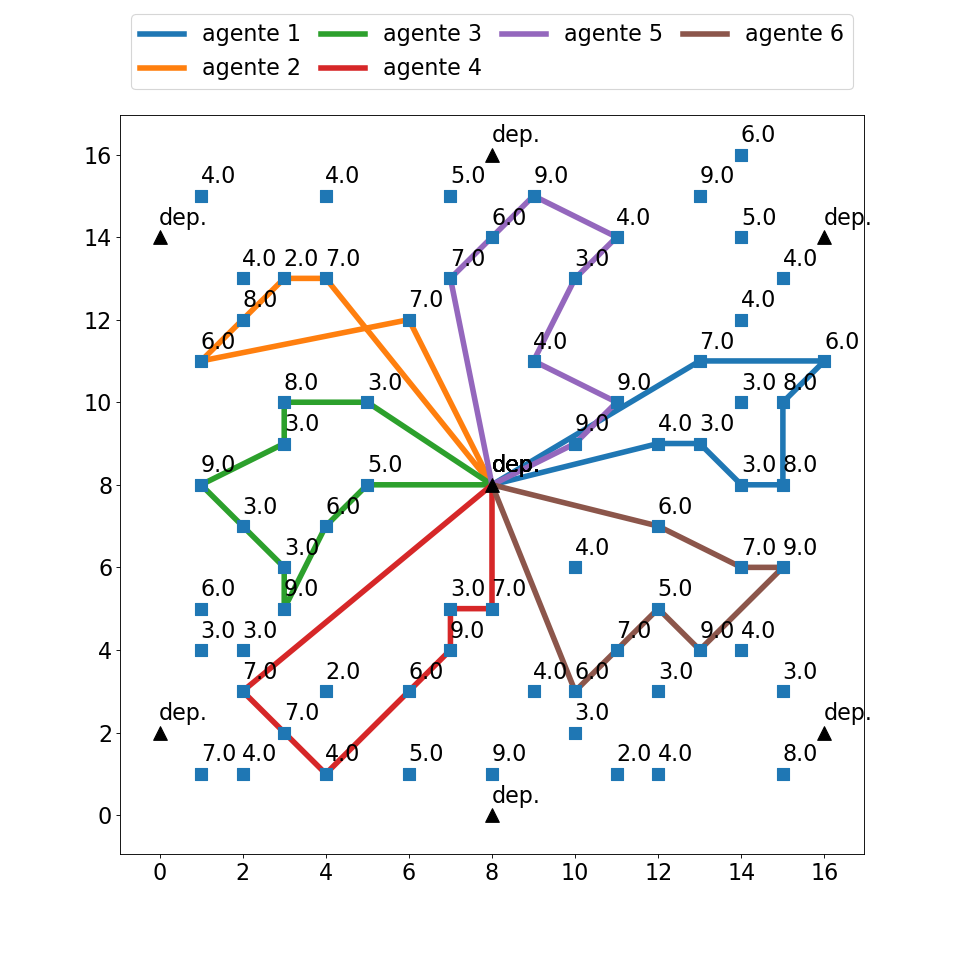 agente 1 agente 3 agente 5 agente 6
agente 2 agente 4
16 dep. 6.0
4.0 4.0 5.0 9.0 9.0
14 dep. 6.0 4.0 5.0 dep.
4.0 2.0 7.0 7.0 3.0 4.0
12 8.0 7.0 4.0
6.0 4.0 7.0 6.0
10 8.0 3.0 9.0 3.0 8.0
3.0 9.0 4.0 3.0
8 9.0 5.0 dep. 3.0 8.0
3.0 6.0 6.0
6 3.0 4.0 7.0 9.0
6.0 9.0 3.0 7.0 5.0
4 3.0 3.0 9.0 7.0 9.0 4.0
7.0 2.0 6.0 4.0 6.0 3.0 3.0
2 dep. 7.0 3.0 dep.
7.0 4.0 4.0 5.0 9.0 2.0 4.0 8.0
0 dep.
0 2 4 6 8 10 12 14 16